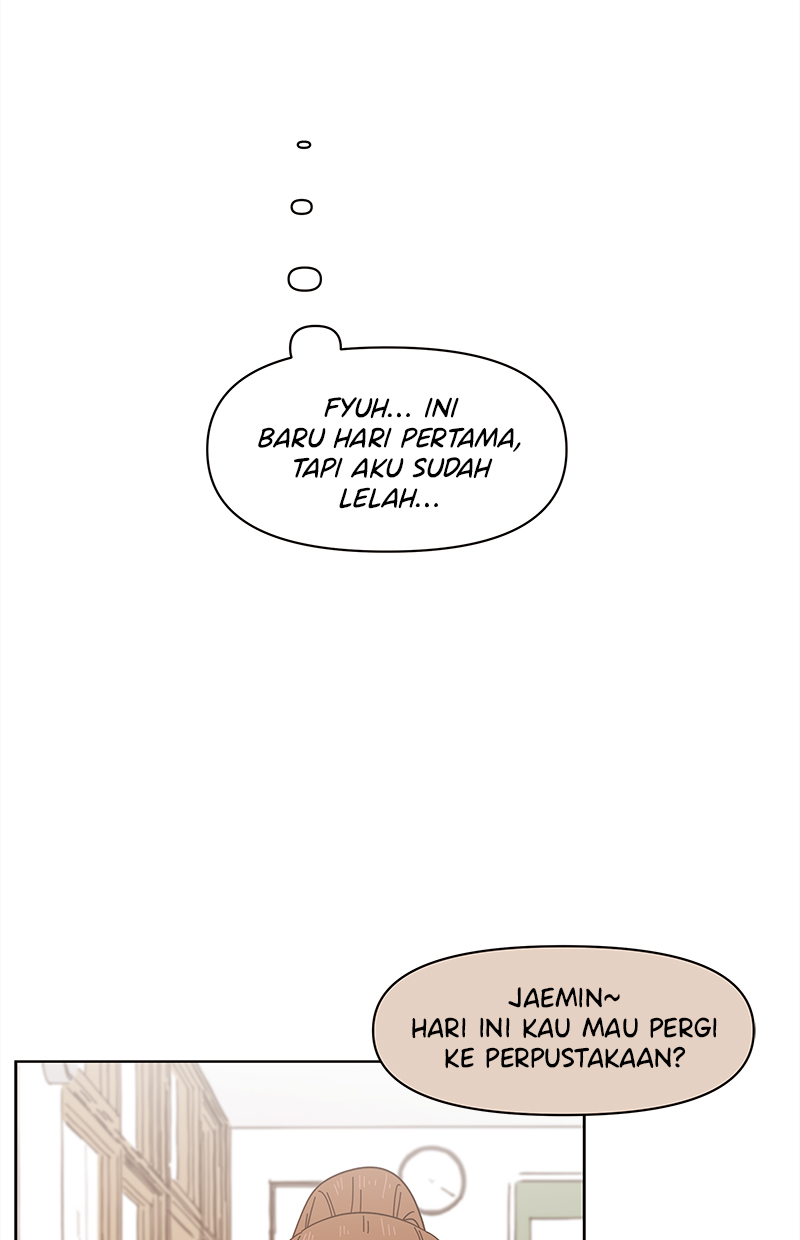 FYUH... INI
BARU HARI PERTAMA,
TAPI AKU SUDAH
LELAH...
JAEMIN~
HARI INI KAU MAU PERGI
KE PERPUSTAKAAN?